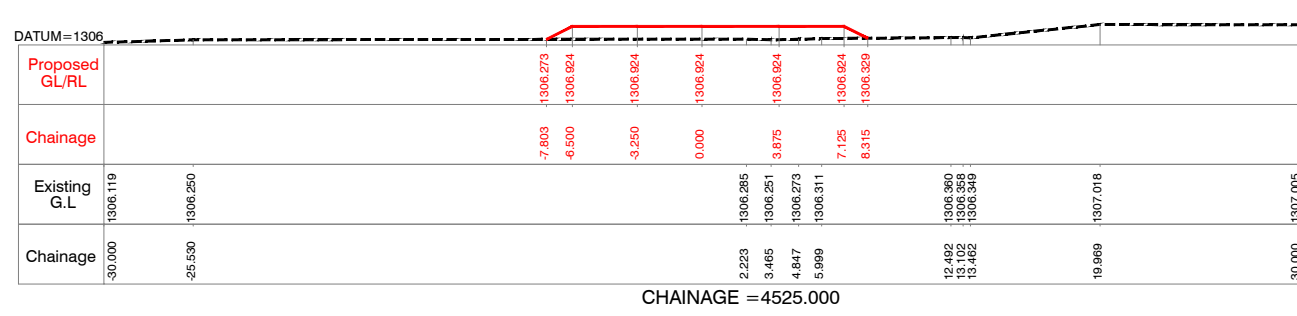 DATUM=1306
Proposed GL/RL 1306.273 1306.924 1306.924 1306.924 1306.924 1306.924 1306.329
Chainage -7.803 -6.500 -3.250 0.000 3.875 7.125 8.315
Existing G.L 1306.119 1306.250 1306.285 1306.251 1306.273 1306.311 1306.360 1306.358 1306.349 1307.018 1307.005
Chainage -30.000 -25.530 2.223 3.465 4.847 5.999 12.492 13.102 13.462 19.969 30.000
CHAINAGE =4525.000